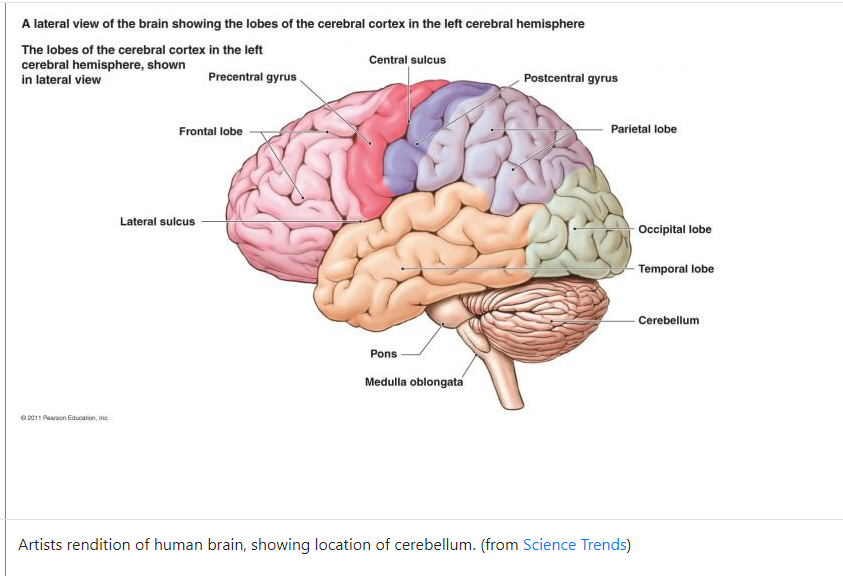 A lateral view of the brain showing the lobes of the cerebral cortex in the left cerebral hemisphere
The lobes of the cerebral cortex in the left
cerebral hemisphere, shown
in lateral view
Central sulcus
Precentral gyrus
Postcentral gyrus
Frontal lobe
Parietal lobe
Lateral sulcus
Occipital lobe
Temporal lobe
Cerebellum
Pons
Medulla oblongata
© 2011 Pearson Education, Inc.
Artists rendition of human brain, showing location of cerebellum. (from Science Trends)